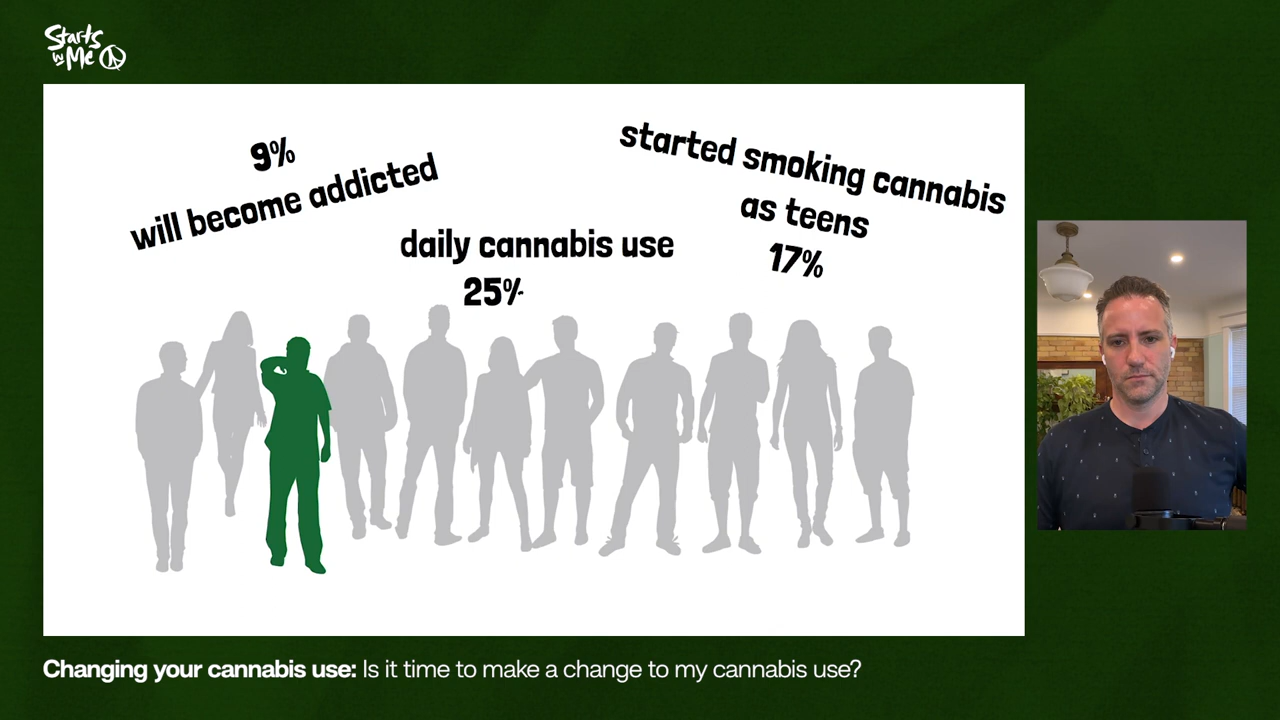 Starts
w Me
9%
will become addicted
started smoking cannabis
as teens
17%
daily cannabis use
25%
Changing your cannabis use: Is it time to make a change to my cannabis use?